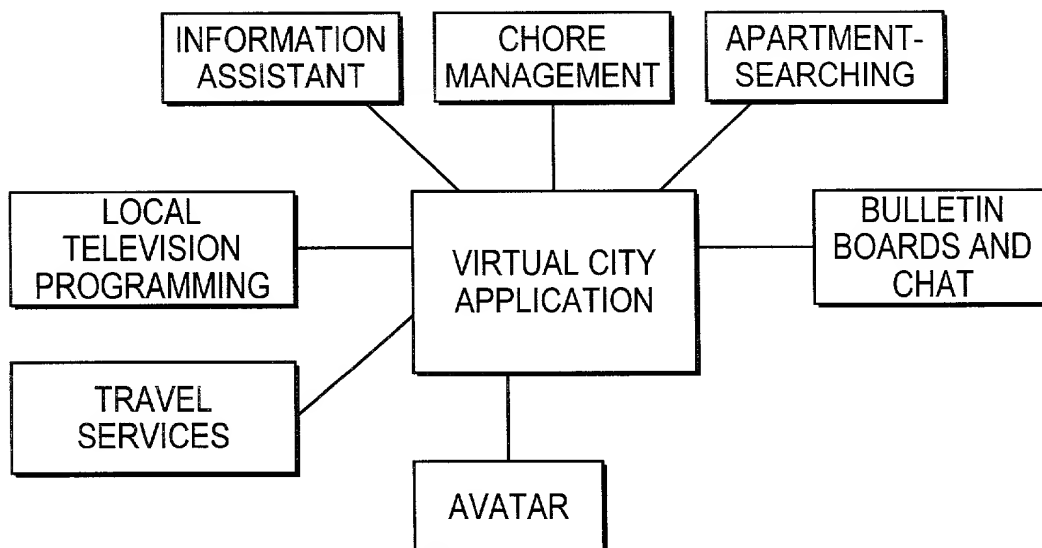 INFORMATION
ASSISTANT
CHORE
MANAGEMENT
APARTMENT-
SEARCHING
LOCAL
TELEVISION
PROGRAMMING
VIRTUAL CITY
APPLICATION
BULLETIN
BOARDS AND
CHAT
TRAVEL
SERVICES
AVATAR